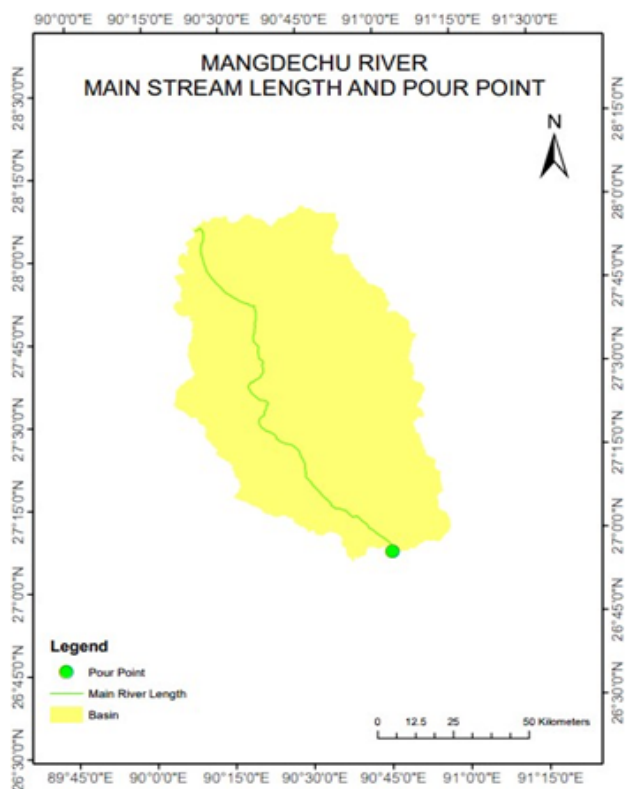 90°0'0"E 90°15'0"E 90°30'0"E 90°45'0"E 91°0'0"E 91°15'0"E 91°30'0"E
MANGDECHU RIVER
MAIN STREAM LENGTH AND POUR POINT
N
28°30'0"N
28°15'0"N
28°0'0"N
27°45'0"N
27°30'0"N
27°15'0"N
27°0'0"N
26°45'0"N
26°30'0"N
28°15'0"N
28°0'0"N
27°45'0"N
27°30'0"N
27°15'0"N
27°0'0"N
26°45'0"N
26°30'0"N
Legend
Pour Point
Main River Length
Basin
0 12.5 25 50 Kilometers
89°45'0"E 90°0'0"E 90°15'0"E 90°30'0"E 90°45'0"E 91°0'0"E 91°15'0"E